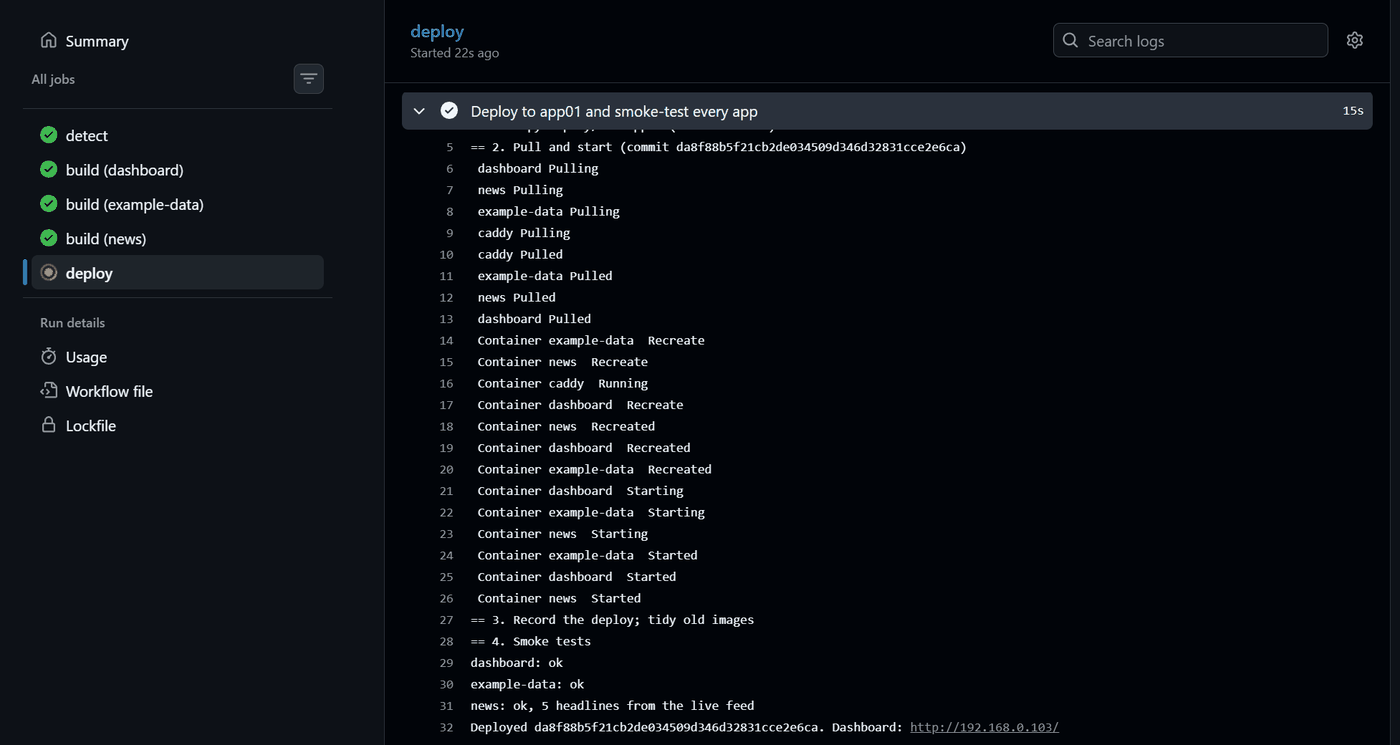 Summary
All jobs
detect
build (dashboard)
build (example-data)
build (news)
deploy
Run details
Usage
Workflow file
Lockfile
deploy
Started 22s ago
Search logs
Deploy to app01 and smoke-test every app 15s
5 == 2. Pull and start (commit da8f88b5f21cb2de034509d346d32831cce2e6ca)
6 dashboard Pulling
7 news Pulling
8 example-data Pulling
9 caddy Pulling
10 caddy Pulled
11 example-data Pulled
12 news Pulled
13 dashboard Pulled
14 Container example-data  Recreate
15 Container news  Recreate
16 Container caddy  Running
17 Container dashboard  Recreate
18 Container news  Recreated
19 Container dashboard  Recreated
20 Container example-data  Recreated
21 Container dashboard  Starting
22 Container example-data  Starting
23 Container news  Starting
24 Container example-data  Started
25 Container dashboard  Started
26 Container news  Started
27 == 3. Record the deploy; tidy old images
28 == 4. Smoke tests
29 dashboard: ok
30 example-data: ok
31 news: ok, 5 headlines from the live feed
32 Deployed da8f88b5f21cb2de034509d346d32831cce2e6ca. Dashboard: http://192.168.0.103/